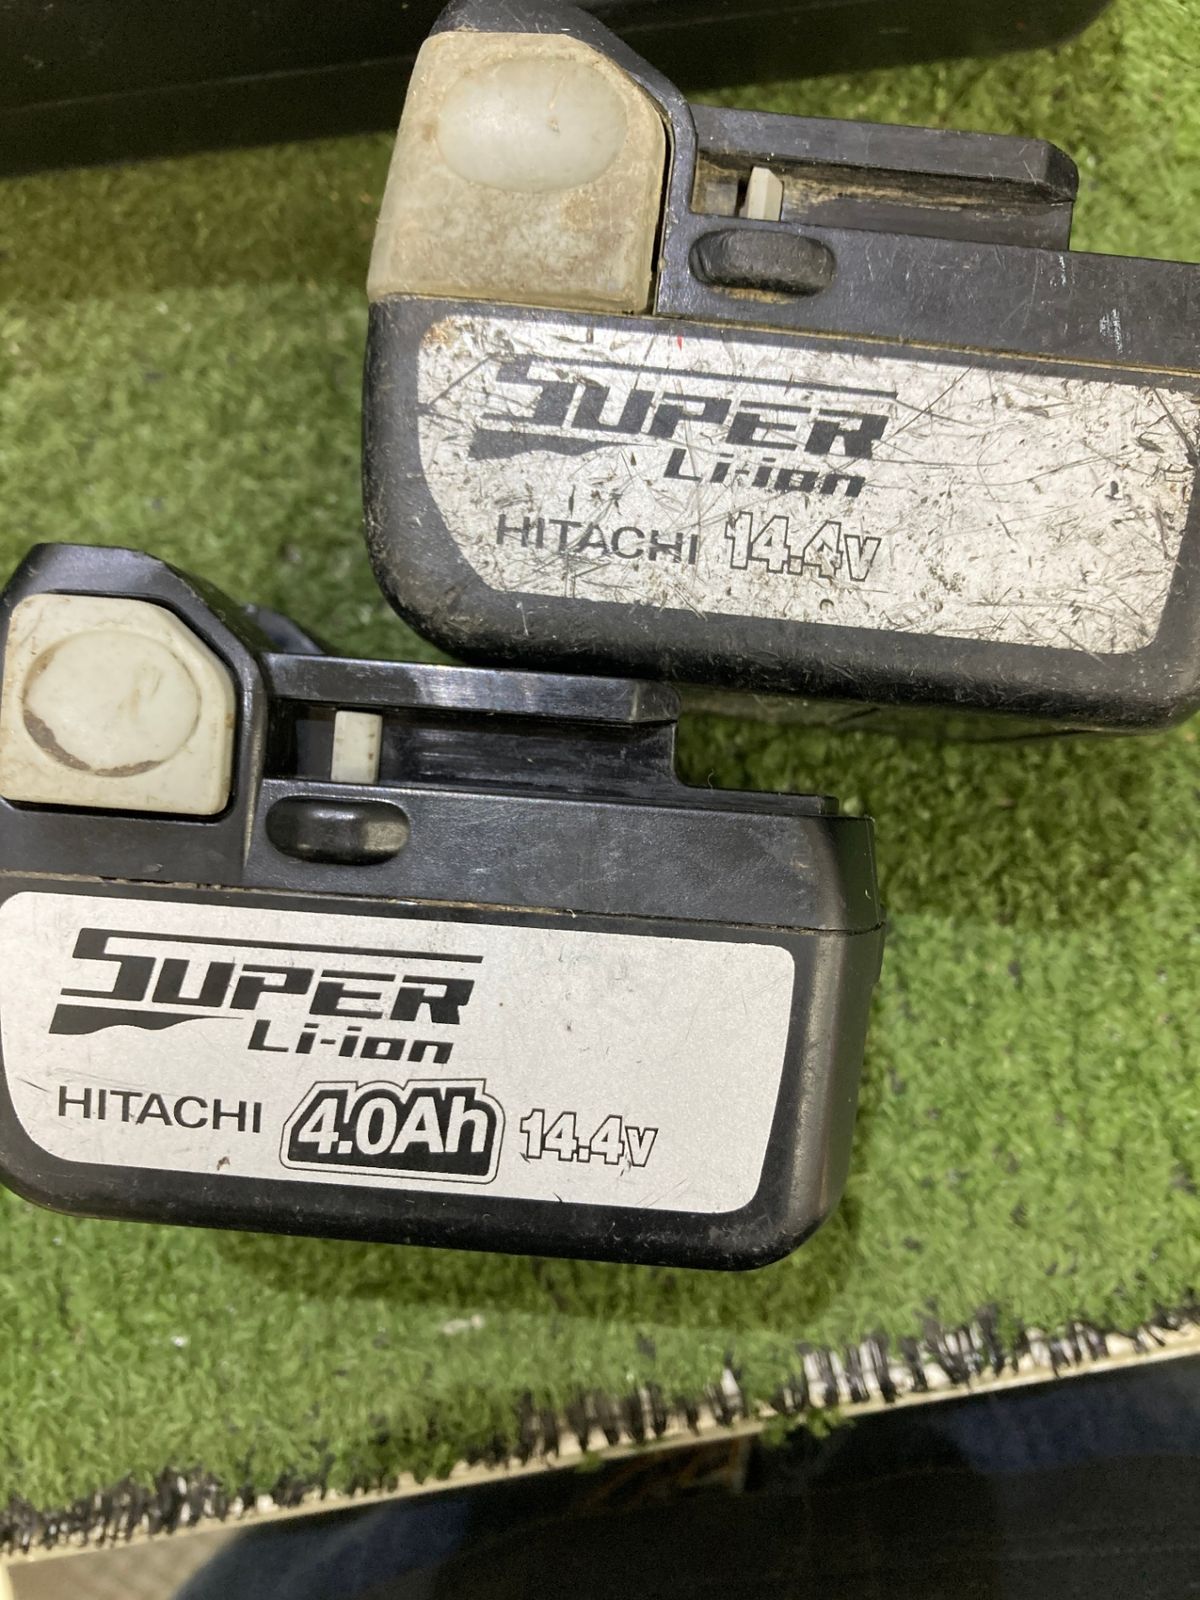 SUPER
Li-ion
HITACHI 14.4v
SUPER
Li-ion
HITACHI 4.0Ah 14.4v